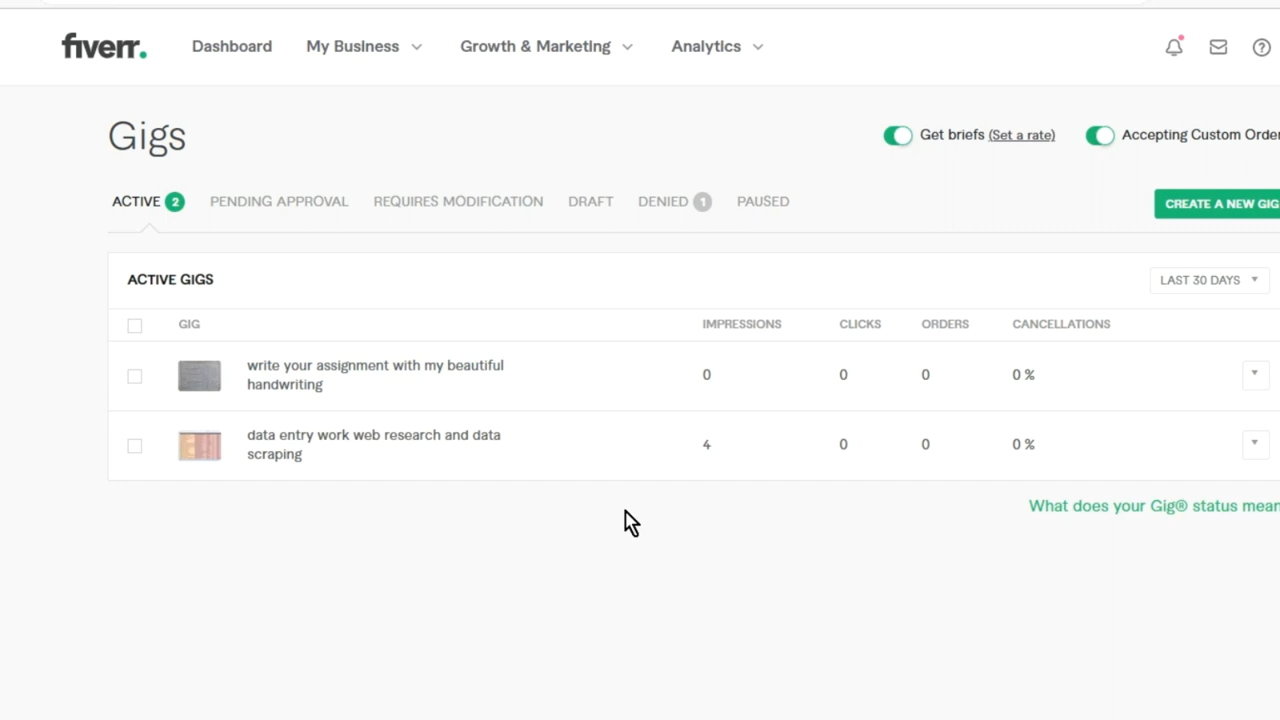 fiverr.
Dashboard My Business Growth & Marketing Analytics
Gigs
Get briefs (Set a rate) Accepting Custom Order
ACTIVE 2 PENDING APPROVAL REQUIRES MODIFICATION DRAFT DENIED 1 PAUSED
CREATE A NEW GIG
ACTIVE GIGS
LAST 30 DAYS
GIG IMPRESSIONS CLICKS ORDERS CANCELLATIONS
write your assignment with my beautiful
handwriting
0 0 0 0 %
data entry work web research and data
scraping
4 0 0 0 %
What does your Gig® status mean